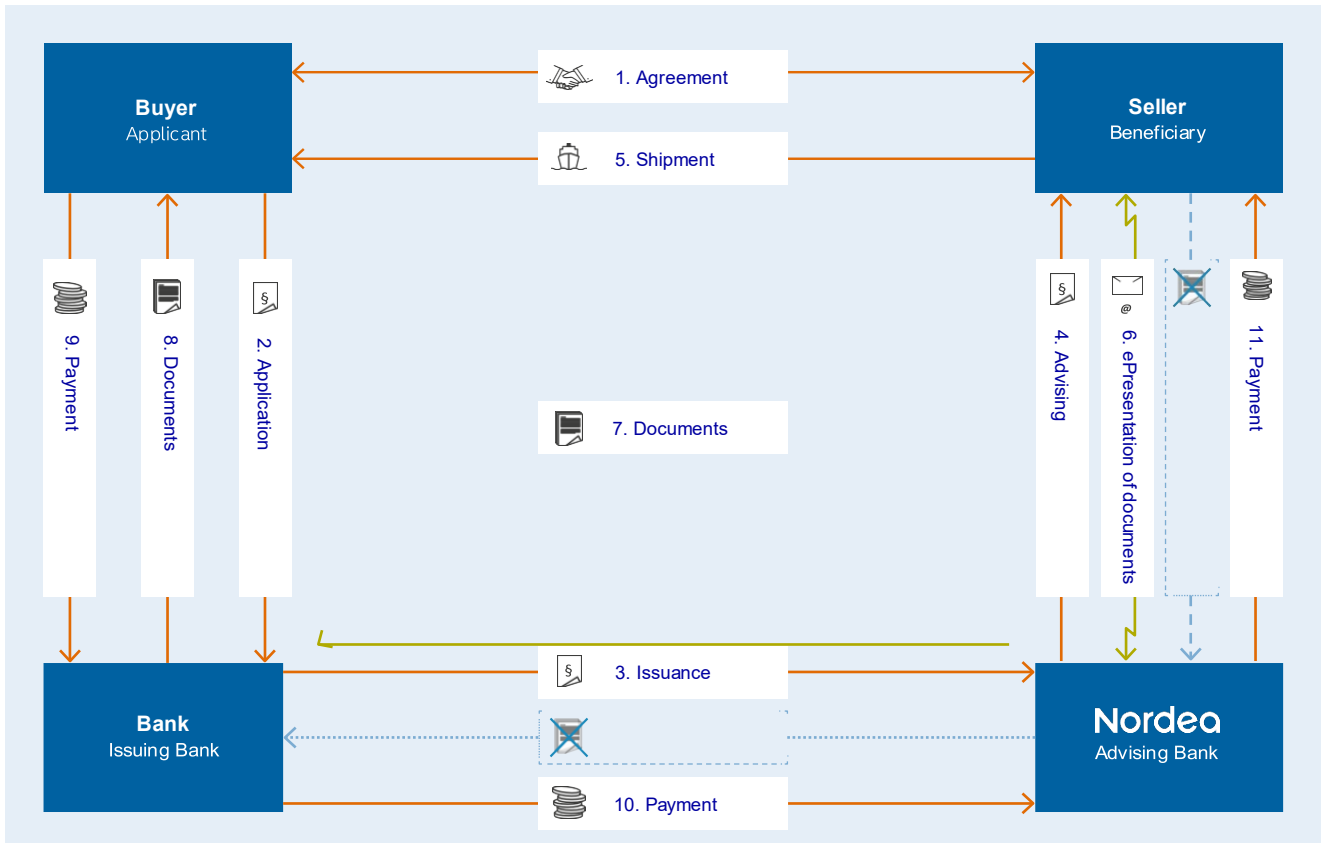 Buyer
Applicant
1. Agreement
Seller
Beneficiary
5. Shipment
9. Payment
8. Documents
§
2. Application
§
4. Advising
@
6. ePresentation of documents
11. Payment
7. Documents
§
3. Issuance
Bank
Issuing Bank
Nordea
Advising Bank
10. Payment